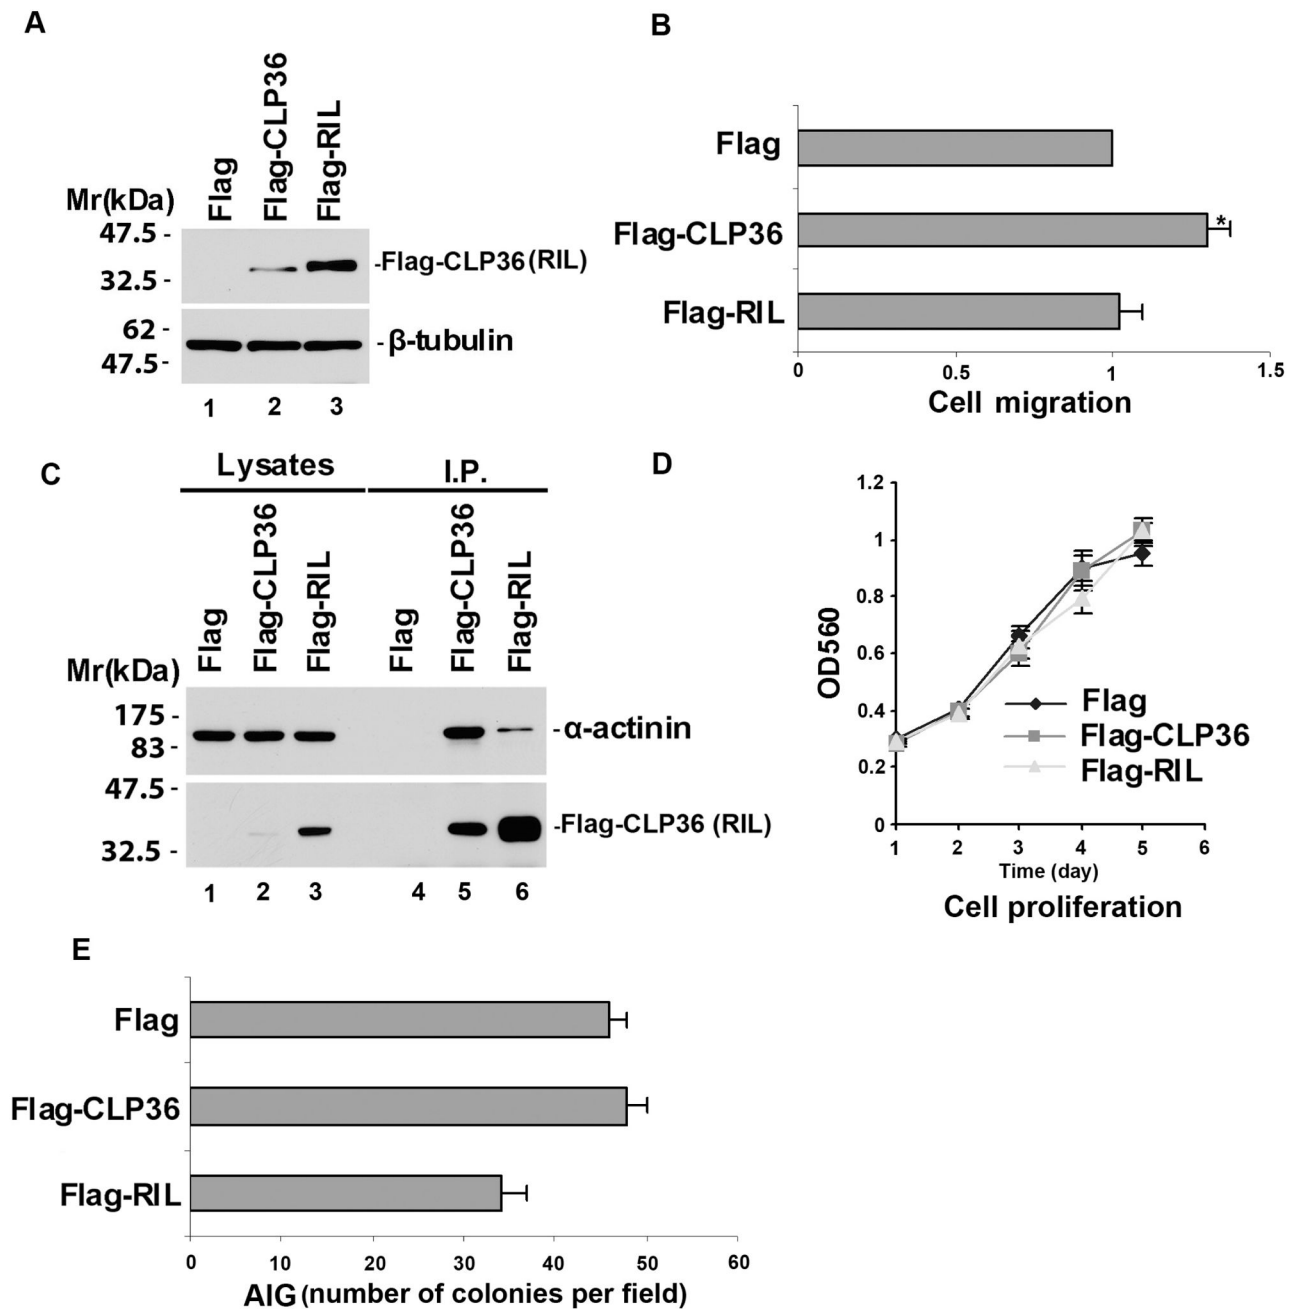 A
Flag
Flag-CLP36
Flag-RIL
Mr(kDa)
47.5 -
32.5 -
-Flag-CLP36 (RIL)
62 -
47.5-
-β-tubulin
1 2 3
B
Flag
Flag-CLP36
*
Flag-RIL
0 0.5 1 1.5
Cell migration
C
Lysates I.P.
Flag
Flag-CLP36
Flag-RIL
Flag
Flag-CLP36
Flag-RIL
Mr(kDa)
175 -
83 -
-α-actinin
47.5 -
32.5 -
-Flag-CLP36 (RIL)
1 2 3 4 5 6
D
OD560
1.2
1
0.8
0.6
0.4
0.2
0
Flag
Flag-CLP36
Flag-RIL
1 2 3 4 5 6
Time (day)
Cell proliferation
E
Flag
Flag-CLP36
Flag-RIL
0 10 20 30 40 50 60
AIG (number of colonies per field)